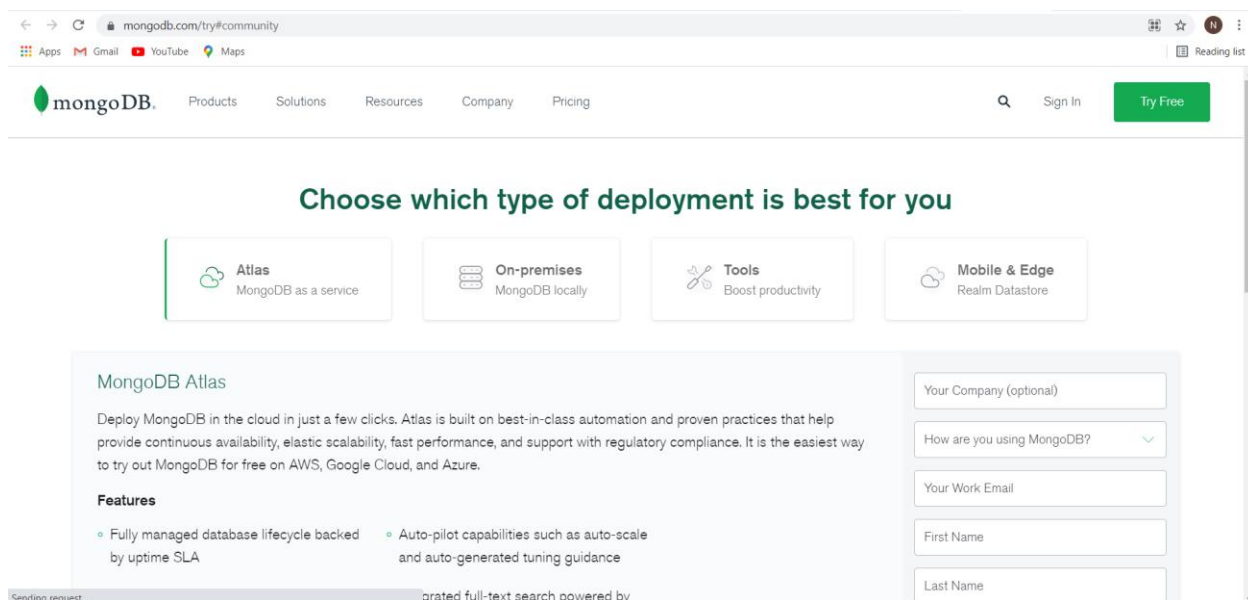 mongodb.com/try#community
N
Apps Gmail YouTube Maps Reading list
mongoDB. Products Solutions Resources Company Pricing Sign In Try Free
Choose which type of deployment is best for you
Atlas
MongoDB as a service
On-premises
MongoDB locally
Tools
Boost productivity
Mobile & Edge
Realm Datastore
MongoDB Atlas
Deploy MongoDB in the cloud in just a few clicks. Atlas is built on best-in-class automation and proven practices that help
provide continuous availability, elastic scalability, fast performance, and support with regulatory compliance. It is the easiest way
to try out MongoDB for free on AWS, Google Cloud, and Azure.
Features
Fully managed database lifecycle backed
by uptime SLA
Auto-pilot capabilities such as auto-scale
and auto-generated tuning guidance
full-text search powered by
Your Company (optional)
How are you using MongoDB?
Your Work Email
First Name
Last Name
Sending request